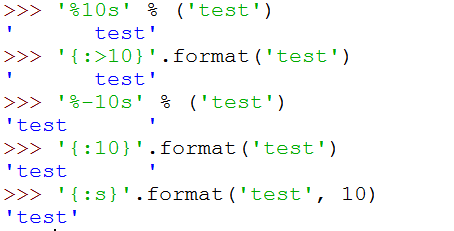 >>> '%10s' % ('test')
'      test'
>>> '{:>10}'.format('test')
'      test'
>>> '%-10s' % ('test')
'test      '
>>> '{:10}'.format('test')
'test      '
>>> '{:s}'.format('test', 10)
'test'